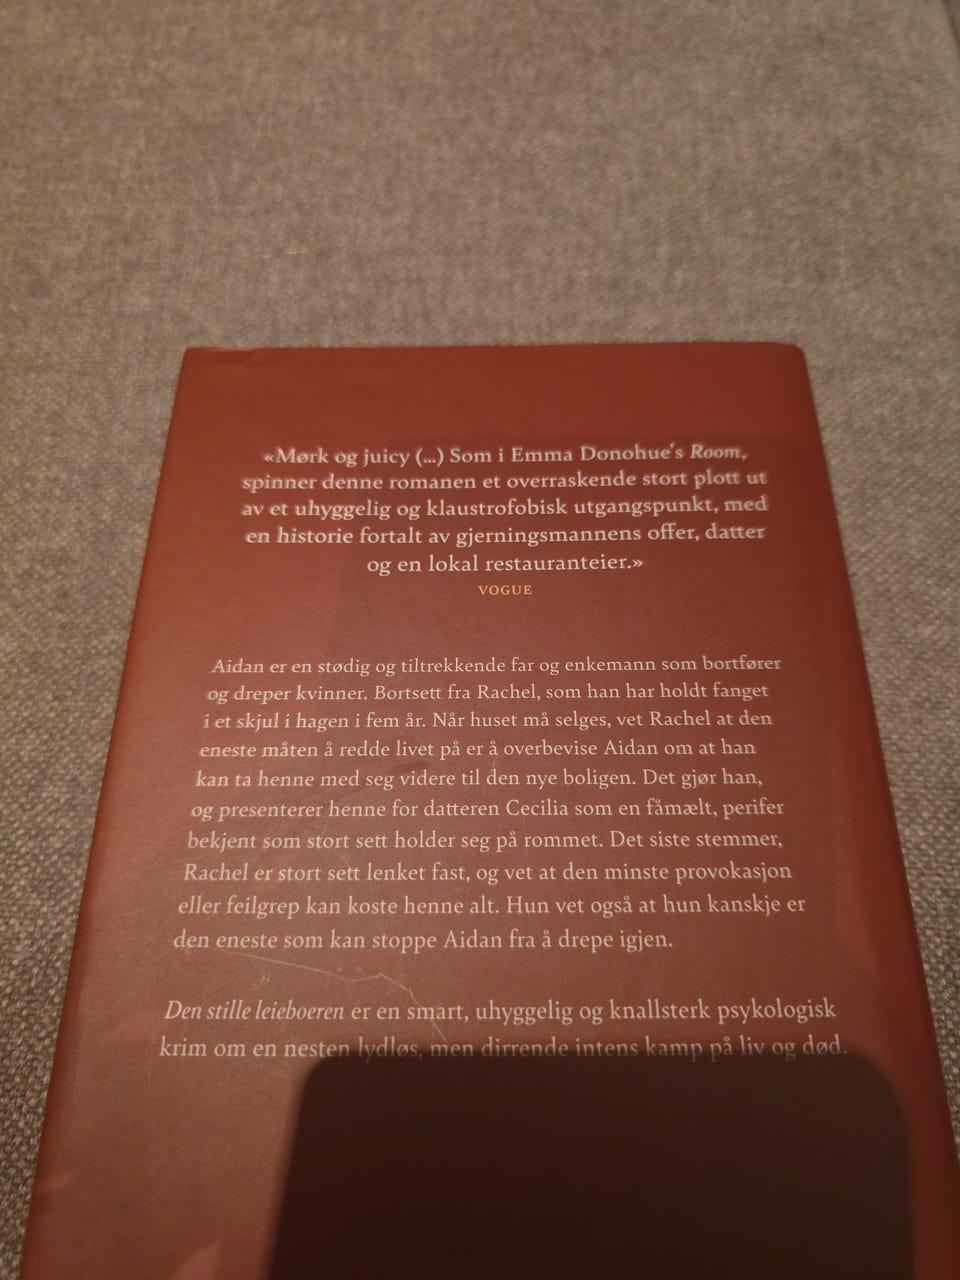 «Mørk og juicy (...) Som i Emma Donohue's Room,
spinner denne romanen et overraskende stort plott ut
av et uhyggelig og klaustrofobisk utgangspunkt, med
en historie fortalt av gjerningsmannens offer, datter
og en lokal restauranteier.»
VOGUE
Aidan er en stødig og tiltrekkende far og enkemann som bortfører
og dreper kvinner. Bortsett fra Rachel, som han har holdt fanget
i et skjul i hagen i fem år. Når huset må selges, vet Rachel at den
eneste måten å redde livet på er å overbevise Aidan om at han
kan ta henne med seg videre til den nye boligen. Det gjør han,
og presenterer henne for datteren Cecilia som en fåmælt, perifer
bekjent som stort sett holder seg på rommet. Det siste stemmer,
Rachel er stort sett lenket fast, og vet at den minste provokasjon
eller feilgrep kan koste henne alt. Hun vet også at hun kanskje er
den eneste som kan stoppe Aidan fra å drepe igjen.
Den stille leieboeren er en smart, uhyggelig og knallsterk psykologisk
krim om en nesten lydløs, men dirrende intens kamp på liv og død.